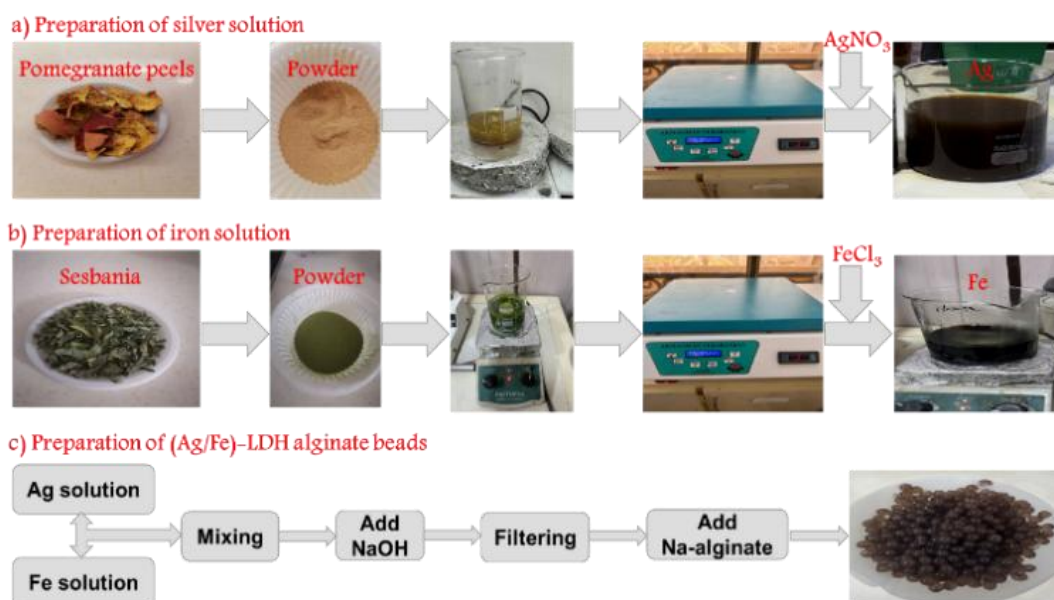 a) Preparation of silver solution
Pomegranate peels
Powder
AgNO₃
Ag
b) Preparation of iron solution
Sesbania
Powder
FeCl₃
Fe
c) Preparation of (Ag/Fe)-LDH alginate beads
Ag solution
Fe solution
Mixing
Add
NaOH
Filtering
Add
Na-alginate